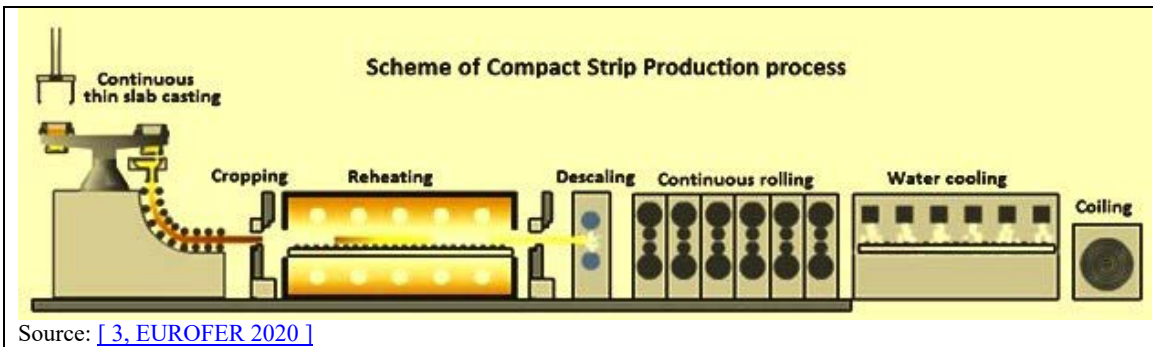 Scheme of Compact Strip Production process
Continuous
thin slab casting
Cropping
Reheating
Descaling
Continuous rolling
Water cooling
Coiling
Source: [ 3, EUROFER 2020 ]